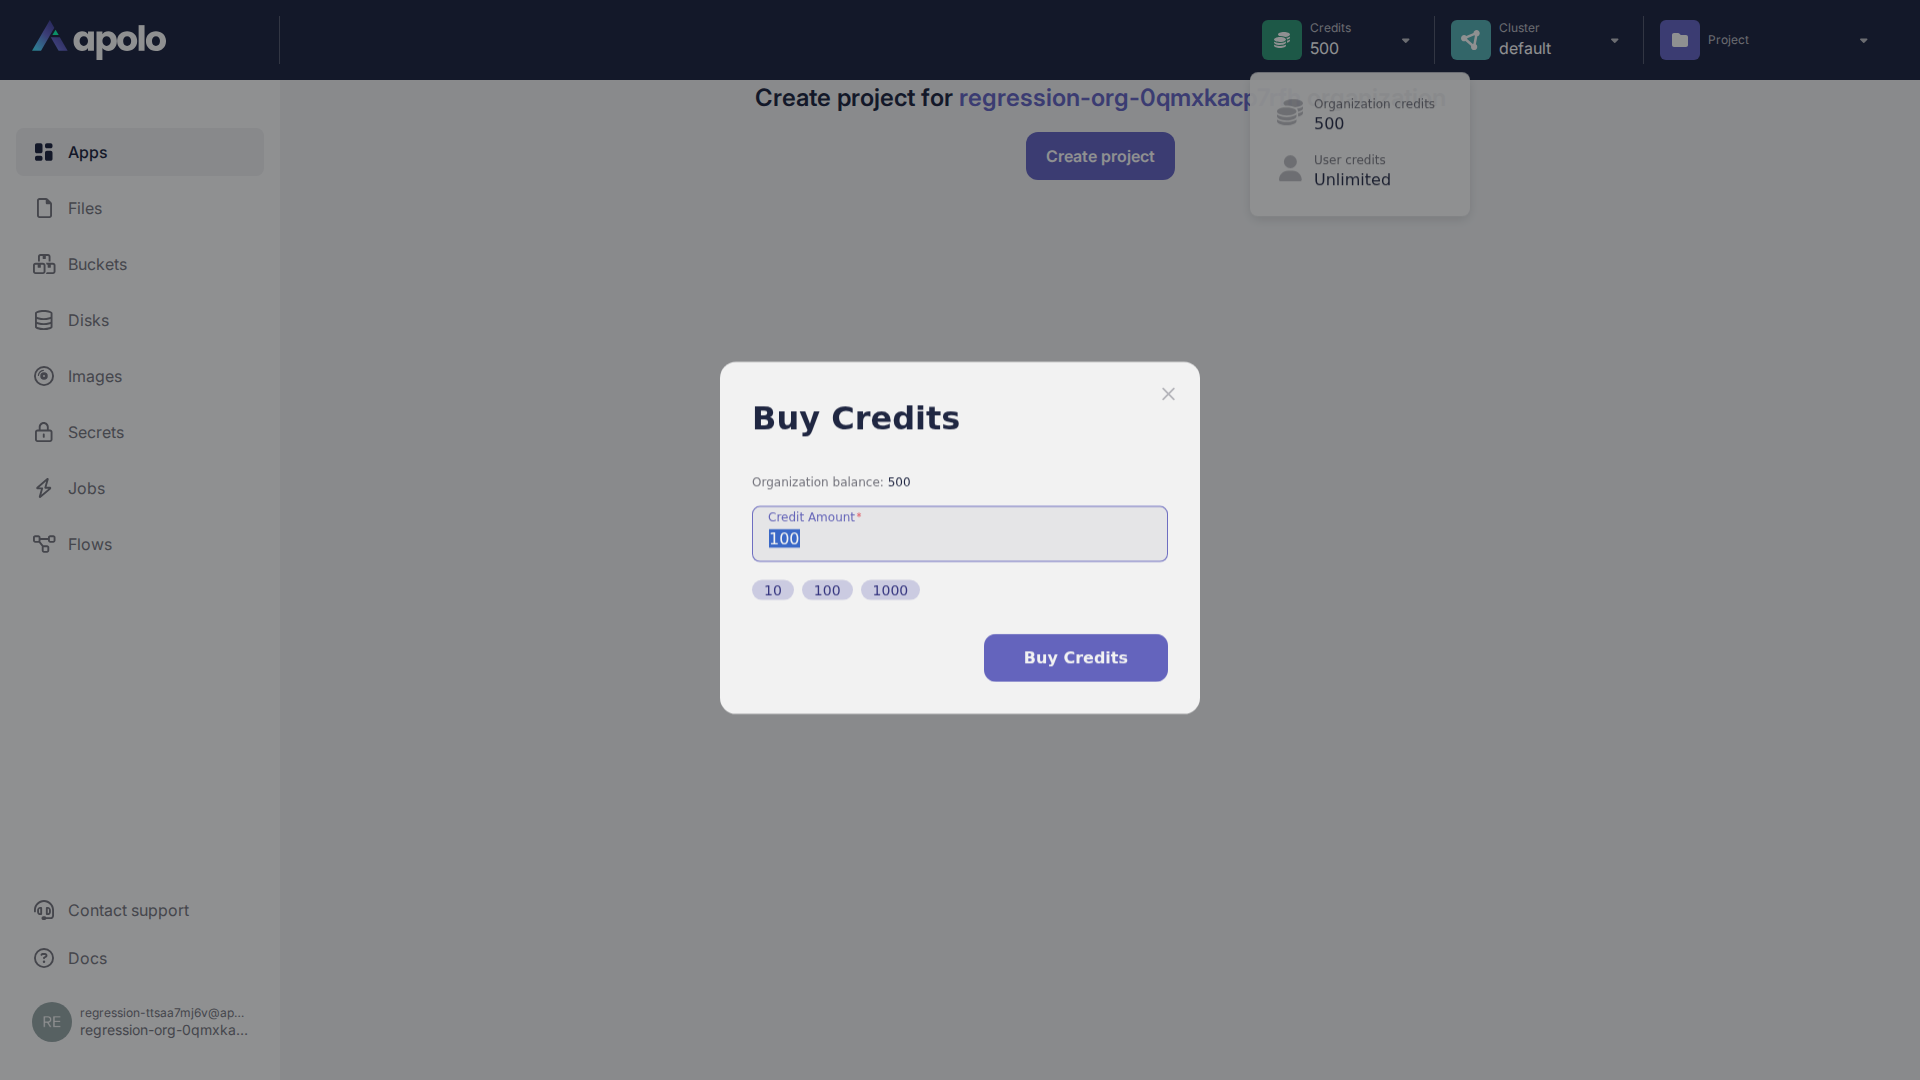 apolo
Credits
500
Cluster
default
Project
Create project for regression-org-0qmxkacp
Create project
Organization credits
500
User credits
Unlimited
Apps
Files
Buckets
Disks
Images
Secrets
Jobs
Flows
Buy Credits
Organization balance: 500
Credit Amount*
100
10 100 1000
Buy Credits
Contact support
Docs
RE
regression-ttsaa7mj6v@ap...
regression-org-0qmxka...